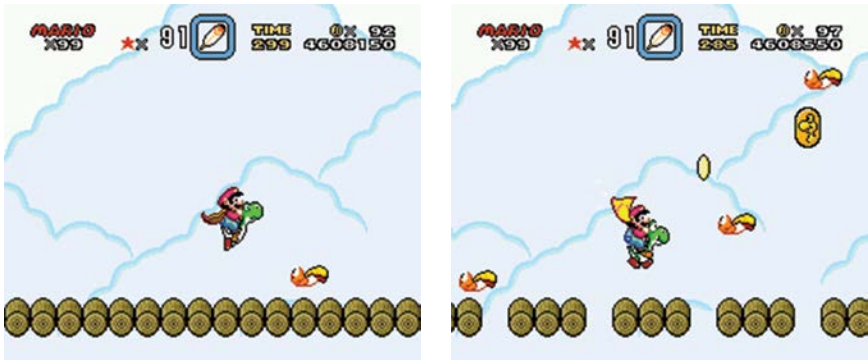 MARIO ★× 91 TIME ×92
×99 299 4608150
MARIO ★× 91 TIME ×97
×99 285 4608550